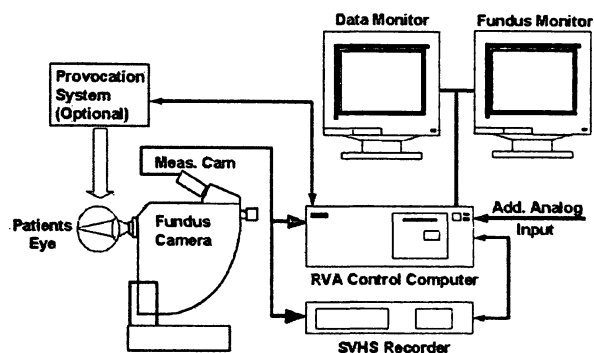 Data Monitor
Fundus Monitor
Provocation
System
(Optional)
Meas. Cam
Patients
Eye
Fundus
Camera
Add. Analog
Input
RVA Control Computer
SVHS Recorder